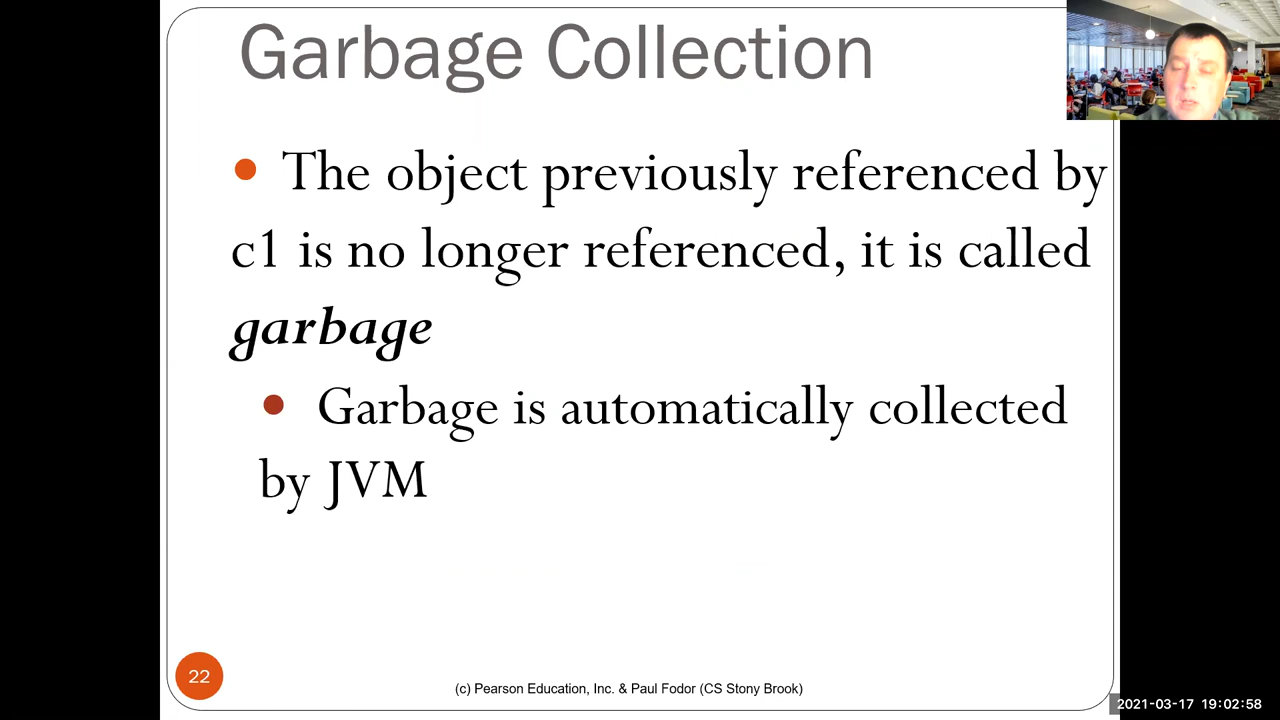 Garbage Collection
The object previously referenced by
c1 is no longer referenced, it is called
garbage
Garbage is automatically collected
by JVM
22
(c) Pearson Education, Inc. & Paul Fodor (CS Stony Brook)
2021-03-17 19:02:58